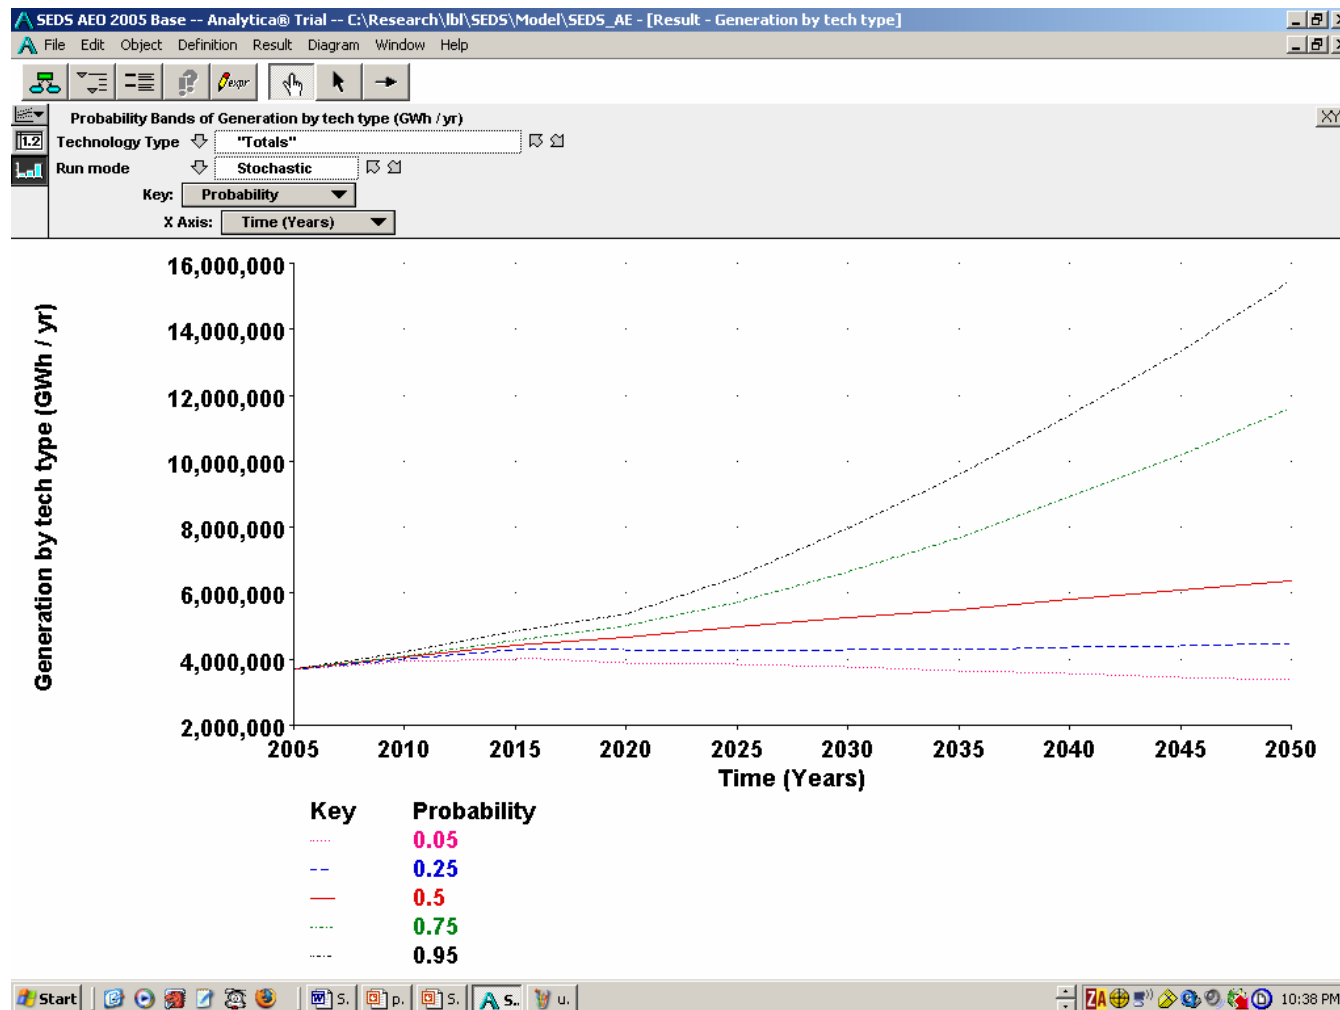 SEDS AEO 2005 Base -- Analytica® Trial -- C:\Research\lbl\SEDS\Model\SEDS_AE - [Result - Generation by tech type]
File Edit Object Definition Result Diagram Window Help
expr
Probability Bands of Generation by tech type (GWh / yr)
XY
1.2
Technology Type "Totals"
Run mode Stochastic
Key: Probability
X Axis: Time (Years)
Generation by tech type (GWh / yr)
16,000,000
14,000,000
12,000,000
10,000,000
8,000,000
6,000,000
4,000,000
2,000,000
2005 2010 2015 2020 2025 2030 2035 2040 2045 2050
Time (Years)
Key Probability
0.05
0.25
0.5
0.75
0.95
Start S. p. S. s.. u. ZA D 10:38 PM